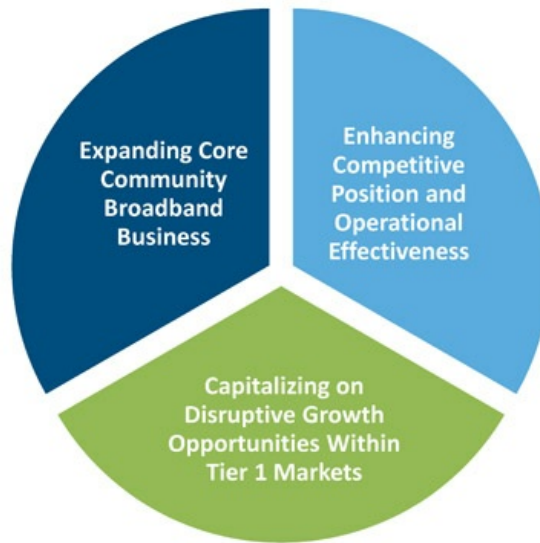 Expanding Core
Community
Broadband
Business
Enhancing
Competitive
Position and
Operational
Effectiveness
Capitalizing on
Disruptive Growth
Opportunities Within
Tier 1 Markets